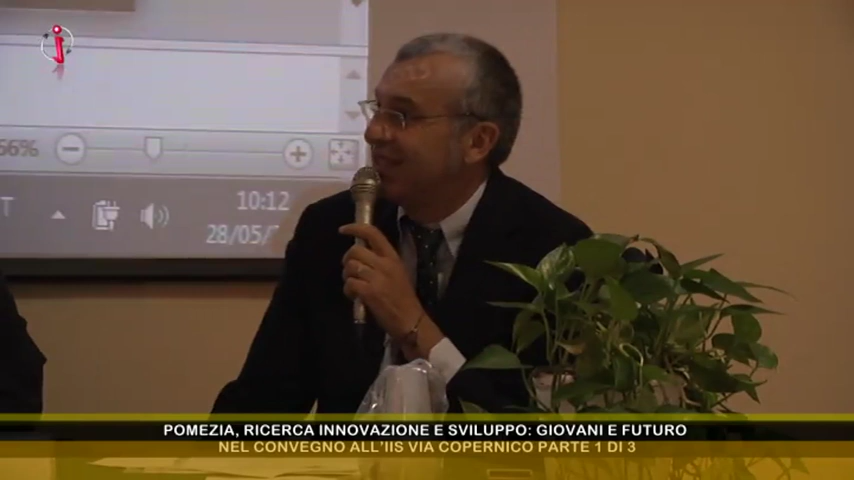 i
56%
T
10:12
28/05/
POMEZIA, RICERCA INNOVAZIONE E SVILUPPO: GIOVANI E FUTURO
NEL CONVEGNO ALL'IIS VIA COPERNICO PARTE 1 DI 3